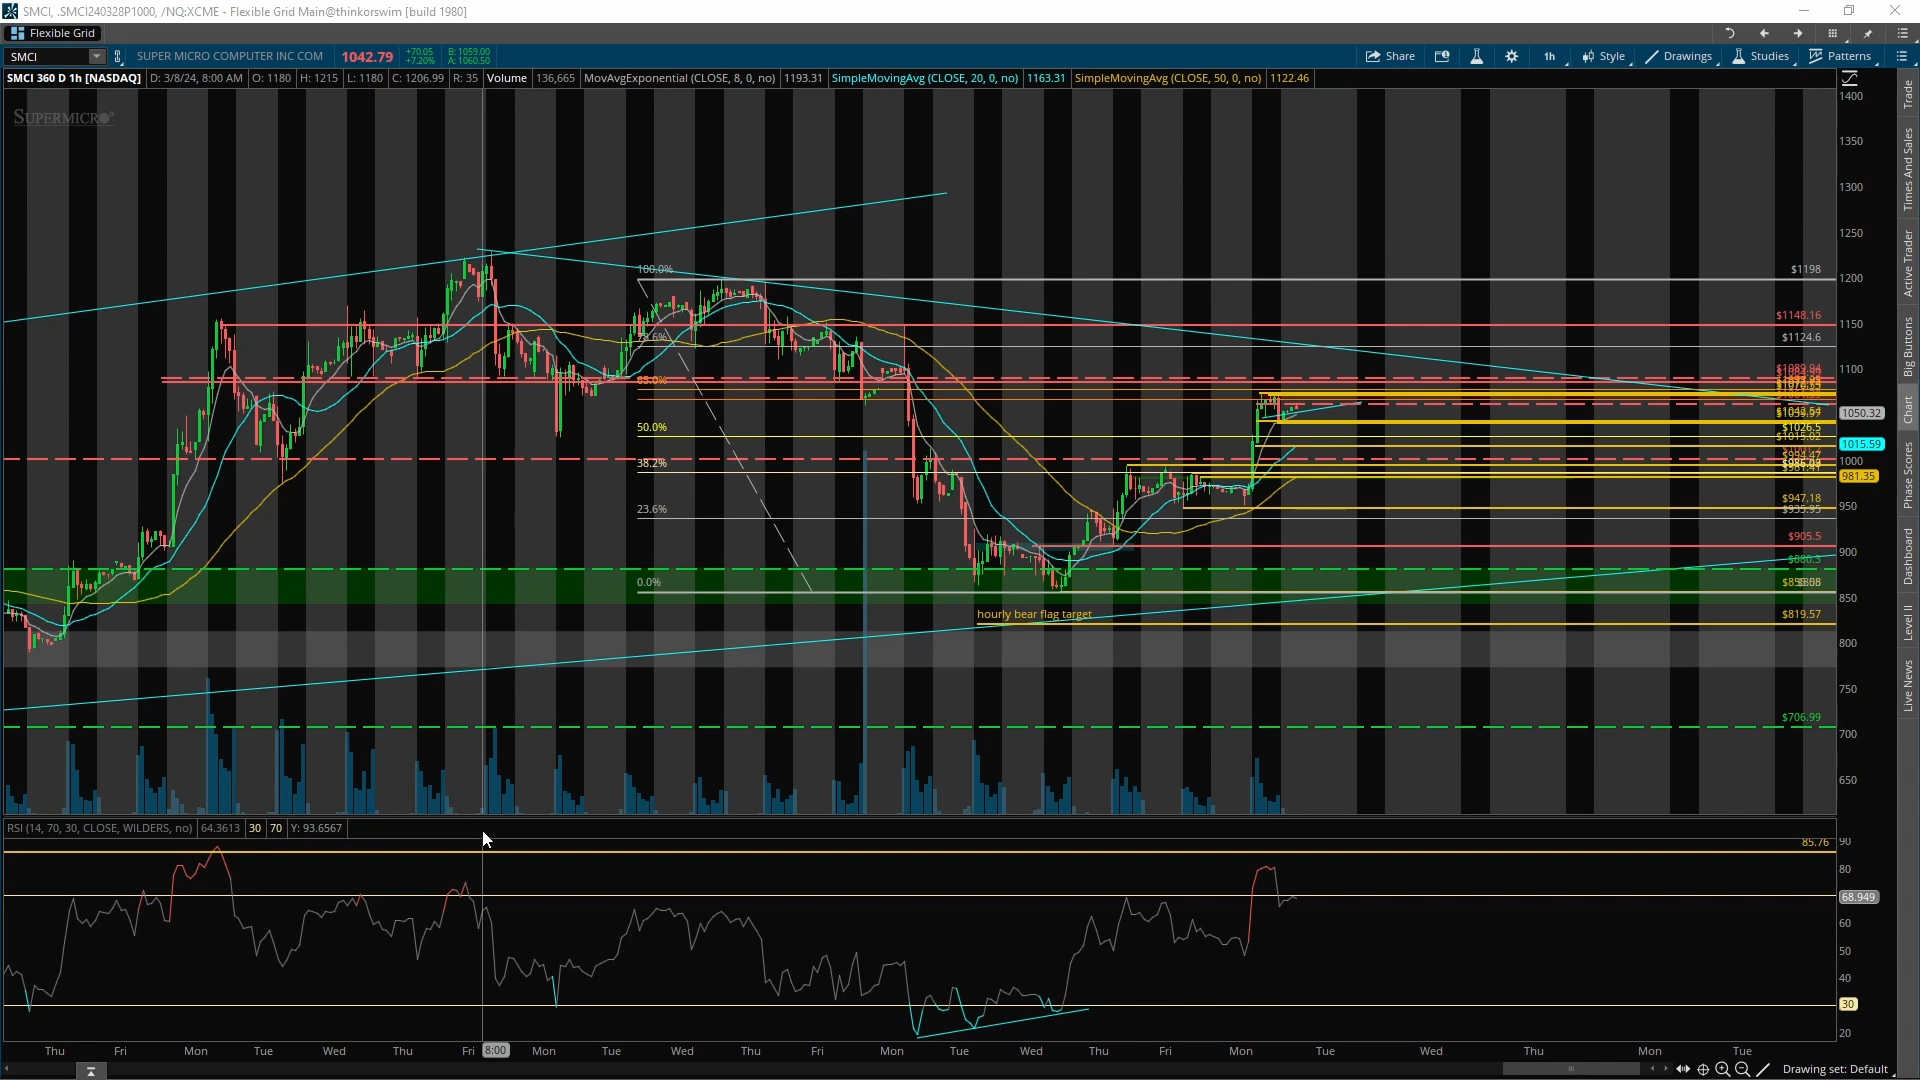 SMCI, .SMCI240328P1000, /NQ:XCME - Flexible Grid Main@thinkorswim [build 1980]
Flexible Grid
SMCI SUPER MICRO COMPUTER INC COM 1042.79 +70.05 +7.20% B: 1059.00 A: 1060.50 Share 1h Style Drawings Studies Patterns
SMCI 360 D 1h [NASDAQ] D: 3/8/24, 8:00 AM O: 1180 H: 1215 L: 1180 C: 1206.99 R: 35 Volume 136,665 MovAvgExponential (CLOSE, 8, 0, no) 1193.31 SimpleMovingAvg (CLOSE, 20, 0, no) 1163.31 SimpleMovingAvg (CLOSE, 50, 0, no) 1122.46
SUPERMICRO
1400
1350
1300
1250
100.0% $1198
1200
$1148.16
1150
78.6% $1124.6
1100
1050.32
50.0% $1026.5
1015.59
38.2%
1000
981.35
$947.18
950
23.6%
$905.5
900
$880.3
0.0%
850
hourly bear flag target $819.57
800
750
$706.99
700
650
RSI (14, 70, 30, CLOSE, WILDERS, no) 64.3613 30 70 Y: 93.6567
85.76
90
80
68.949
60
50
40
30
20
Thu Fri Mon Tue Wed Thu Fri 8:00 Mon Tue Wed Thu Fri Mon Tue Wed Thu Fri Mon Tue Wed Thu Mon Tue
Drawing set: Default
Trade
Times And Sales
Active Trader
Big Buttons
Chart
Phase Scores
Dashboard
Level II
Live News